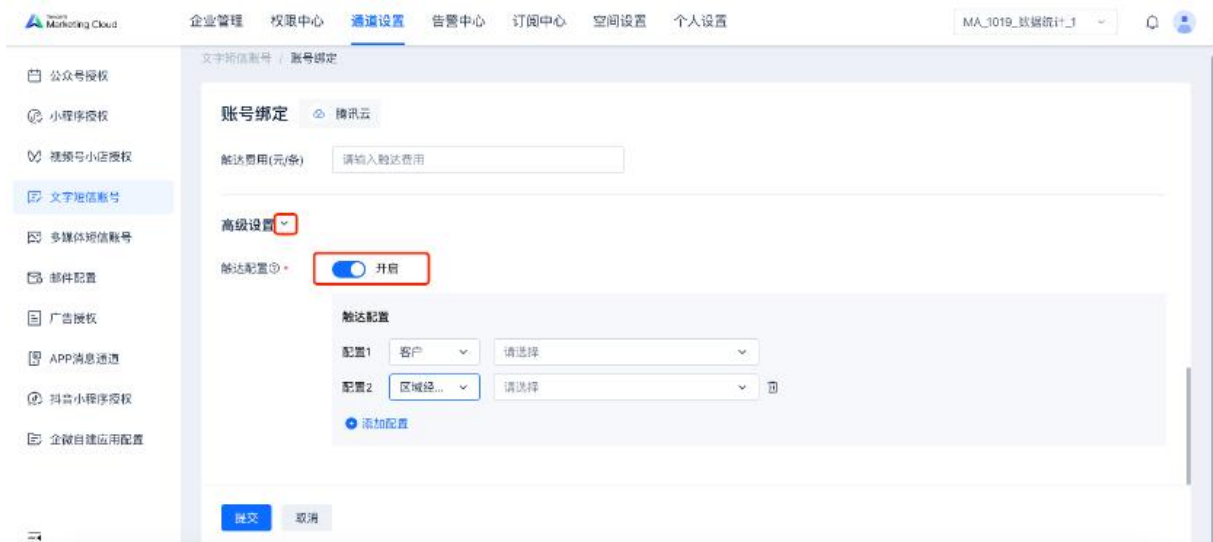 Tencent
Marketing Cloud
企业管理 权限中心 通道设置 告警中心 订阅中心 空间设置 个人设置 MA_1019_数据统计_1
文字短信账号 / 账号绑定
公众号授权
小程序授权
视频号小店授权
文字短信账号
多媒体短信账号
邮件配置
广告授权
APP消息通道
抖音小程序授权
企微自建应用配置
账号绑定 腾讯云
触达费用(元/条) 请输入触达费用
高级设置
触达配置 * 开启
触达配置
配置1 客户 请选择
配置2 区域经... 请选择
添加配置
提交 取消